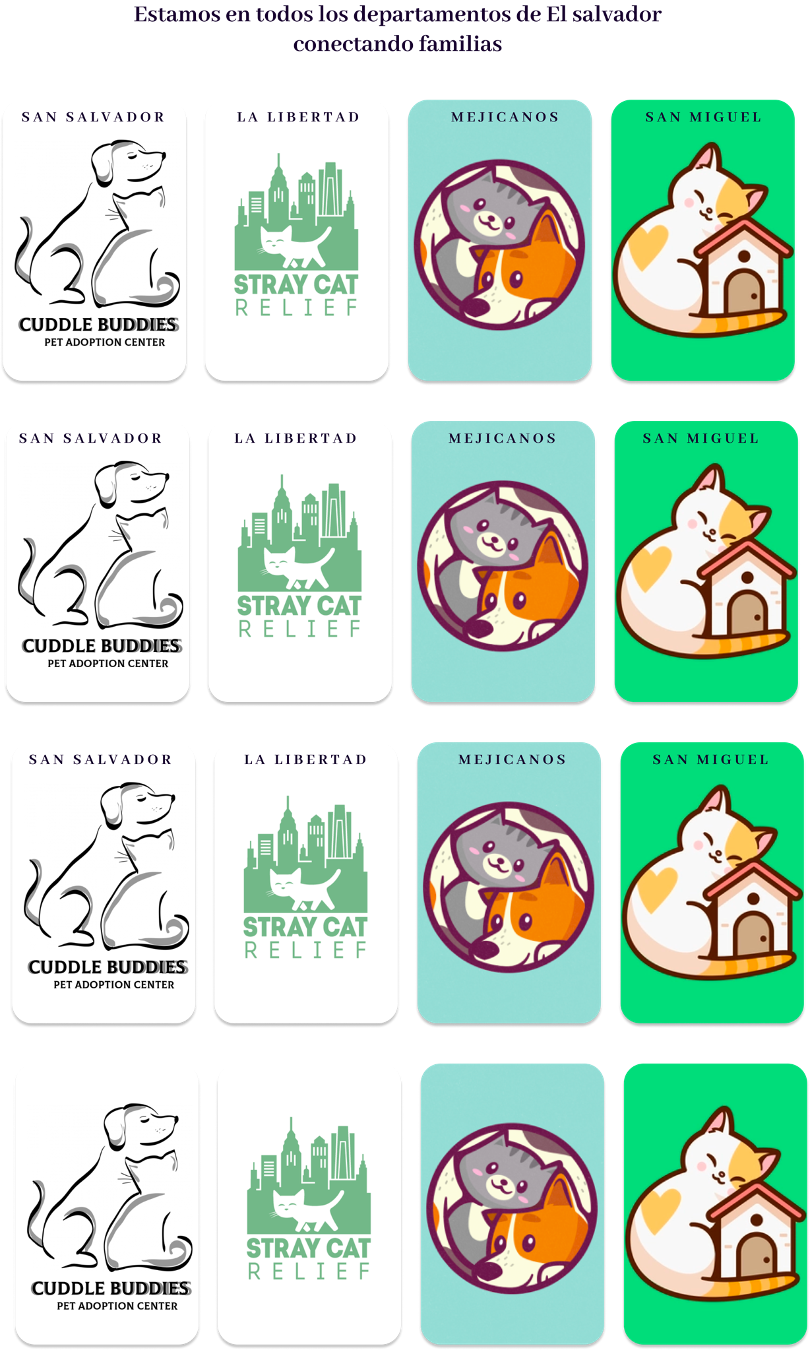 Estamos en todos los departamentos de El salvador
conectando familias
SAN SALVADOR
LA LIBERTAD
MEJICANOS
SAN MIGUEL
CUDDLE BUDDIES
PET ADOPTION CENTER
STRAY CAT
RELIEF
SAN SALVADOR
LA LIBERTAD
MEJICANOS
SAN MIGUEL
CUDDLE BUDDIES
PET ADOPTION CENTER
STRAY CAT
RELIEF
SAN SALVADOR
LA LIBERTAD
MEJICANOS
SAN MIGUEL
CUDDLE BUDDIES
PET ADOPTION CENTER
STRAY CAT
RELIEF
CUDDLE BUDDIES
PET ADOPTION CENTER
STRAY CAT
RELIEF